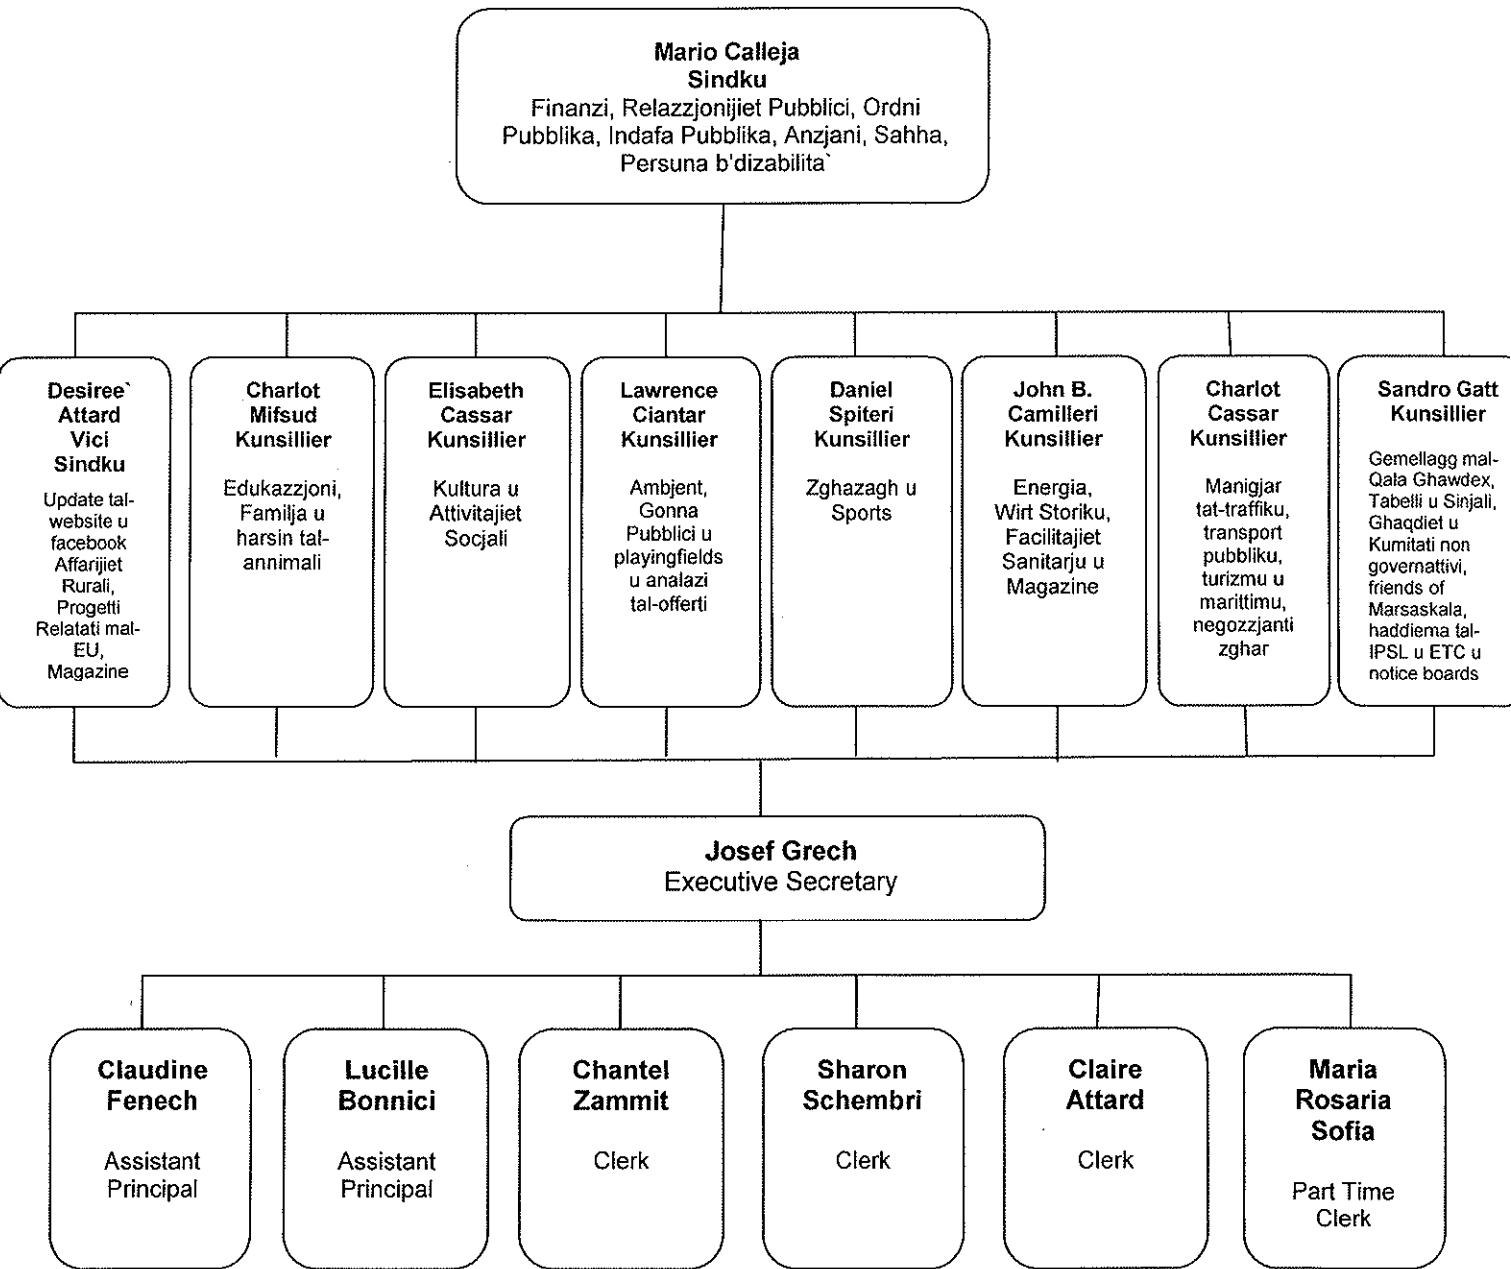 Mario Calleja
Sindku
Finanzi, Relazzjonijiet Pubblici, Ordni
Pubblika, Indafa Pubblika, Anzjani, Sahha,
Persuna b'dizabilita`
Desiree`
Attard
Vici
Sindku
Update tal-
website u
facebook
Affarijiet
Rurali,
Progetti
Relatati mal-
EU,
Magazine
Charlot
Mifsud
Kunsillier
Edukazzjoni,
Familja u
harsin tal-
annimali
Elisabeth
Cassar
Kunsillier
Kultura u
Attivitajiet
Socjali
Lawrence
Ciantar
Kunsillier
Ambjent,
Gonna
Pubblici u
playingfields
u analazi
tal-offerti
Daniel
Spiteri
Kunsillier
Zghazagh u
Sports
John B.
Camilleri
Kunsillier
Energia,
Wirt Storiku,
Facilitajiet
Sanitarju u
Magazine
Charlot
Cassar
Kunsillier
Manigjar
tat-traffiku,
transport
pubbliku,
turizmu u
marittimu,
negozzjanti
zghar
Sandro Gatt
Kunsillier
Gemellagg mal-
Qala Ghawdex,
Tabelli u Sinjali,
Ghaqdiet u
Kumitati non
governattivi,
friends of
Marsaskala,
haddiema tal-
IPSL u ETC u
notice boards
Josef Grech
Executive Secretary
Claudine
Fenech
Assistant
Principal
Lucille
Bonnici
Assistant
Principal
Chantel
Zammit
Clerk
Sharon
Schembri
Clerk
Claire
Attard
Clerk
Maria
Rosaria
Sofia
Part Time
Clerk